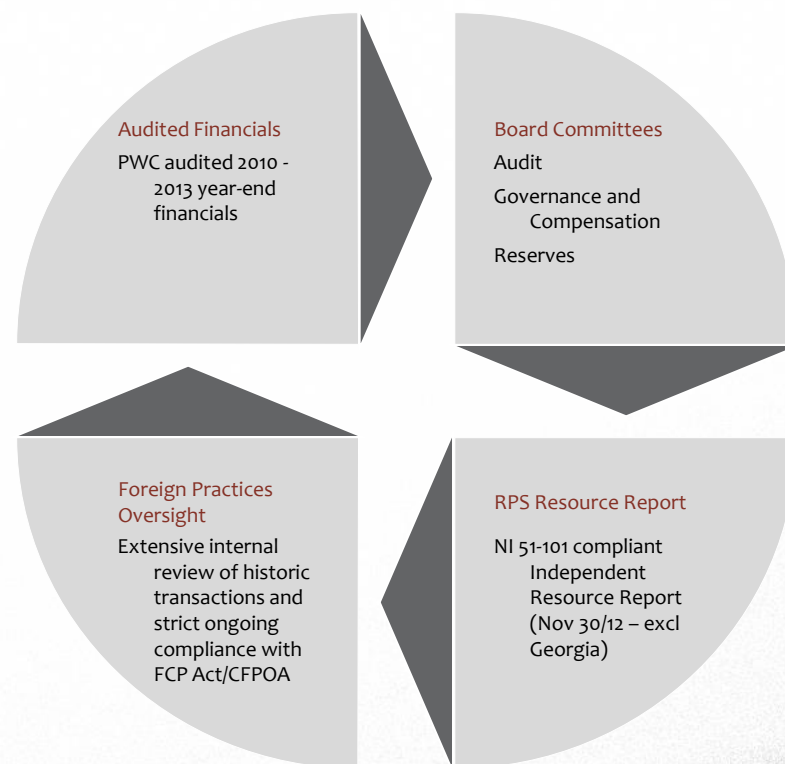 Audited Financials
PWC audited 2010 -
2013 year-end
financials
Board Committees
Audit
Governance and
Compensation
Reserves
Foreign Practices
Oversight
Extensive internal
review of historic
transactions and
strict ongoing
compliance with
FCP Act/CFPOA
RPS Resource Report
NI 51-101 compliant
Independent
Resource Report
(Nov 30/12 – excl
Georgia)